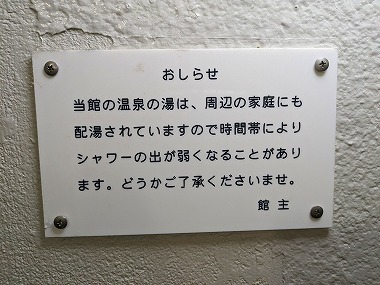 おしらせ
当館の温泉の湯は、周辺の家庭にも
配湯されていますので時間帯により
シャワーの出が弱くなることがあり
ます。どうかご了承くださいませ。
館 主